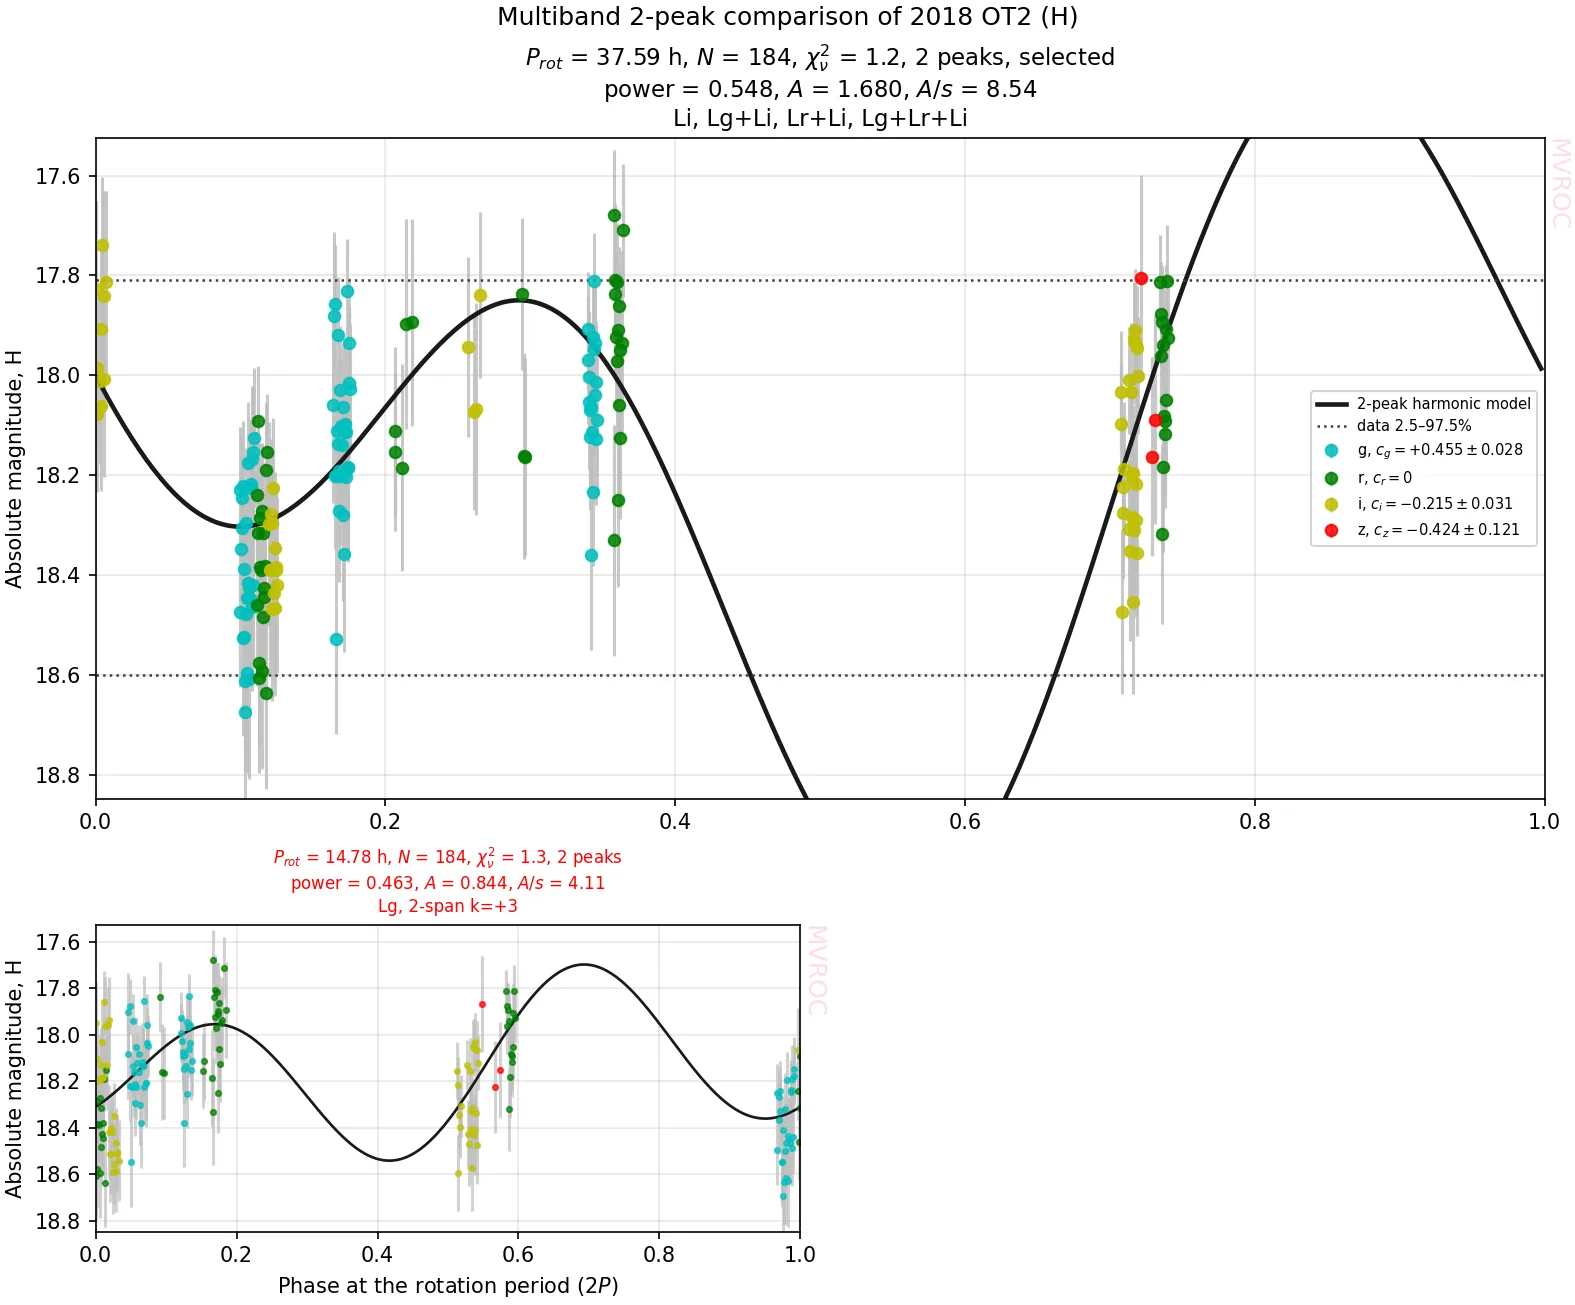 Multiband 2-peak comparison of 2018 OT2 (H)
P_rot = 37.59 h, N = 184, χ²_ν = 1.2, 2 peaks, selected
power = 0.548, A = 1.680, A/s = 8.54
Li, Lg+Li, Lr+Li, Lg+Lr+Li
MVROC
Absolute magnitude, H
17.6
17.8
18.0
18.2
18.4
18.6
18.8
2-peak harmonic model
data 2.5–97.5%
g, c_g = +0.455 ± 0.028
r, c_r = 0
i, c_i = −0.215 ± 0.031
z, c_z = −0.424 ± 0.121
0.0 0.2 0.4 0.6 0.8 1.0
P_rot = 14.78 h, N = 184, χ²_ν = 1.3, 2 peaks
power = 0.463, A = 0.844, A/s = 4.11
Lg, 2-span k=+3
MVROC
Absolute magnitude, H
17.6
17.8
18.0
18.2
18.4
18.6
18.8
0.0 0.2 0.4 0.6 0.8 1.0
Phase at the rotation period (2P)